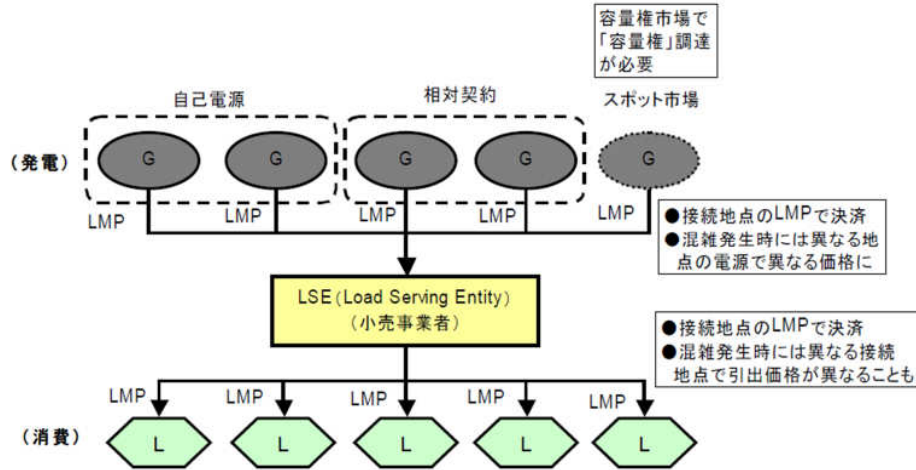 容量権市場で
「容量権」調達
が必要
自己電源
相対契約
スポット市場
（発電）
G
G
G
G
G
LMP
LMP
LMP
LMP
LMP
●接続地点のLMPで決済
●混雑発生時には異なる地
点の電源で異なる価格に
LSE（Load Serving Entity）
（小売事業者）
●接続地点のLMPで決済
●混雑発生時には異なる接続
地点で引出価格が異なることも
LMP
LMP
LMP
LMP
LMP
（消費）
L
L
L
L
L